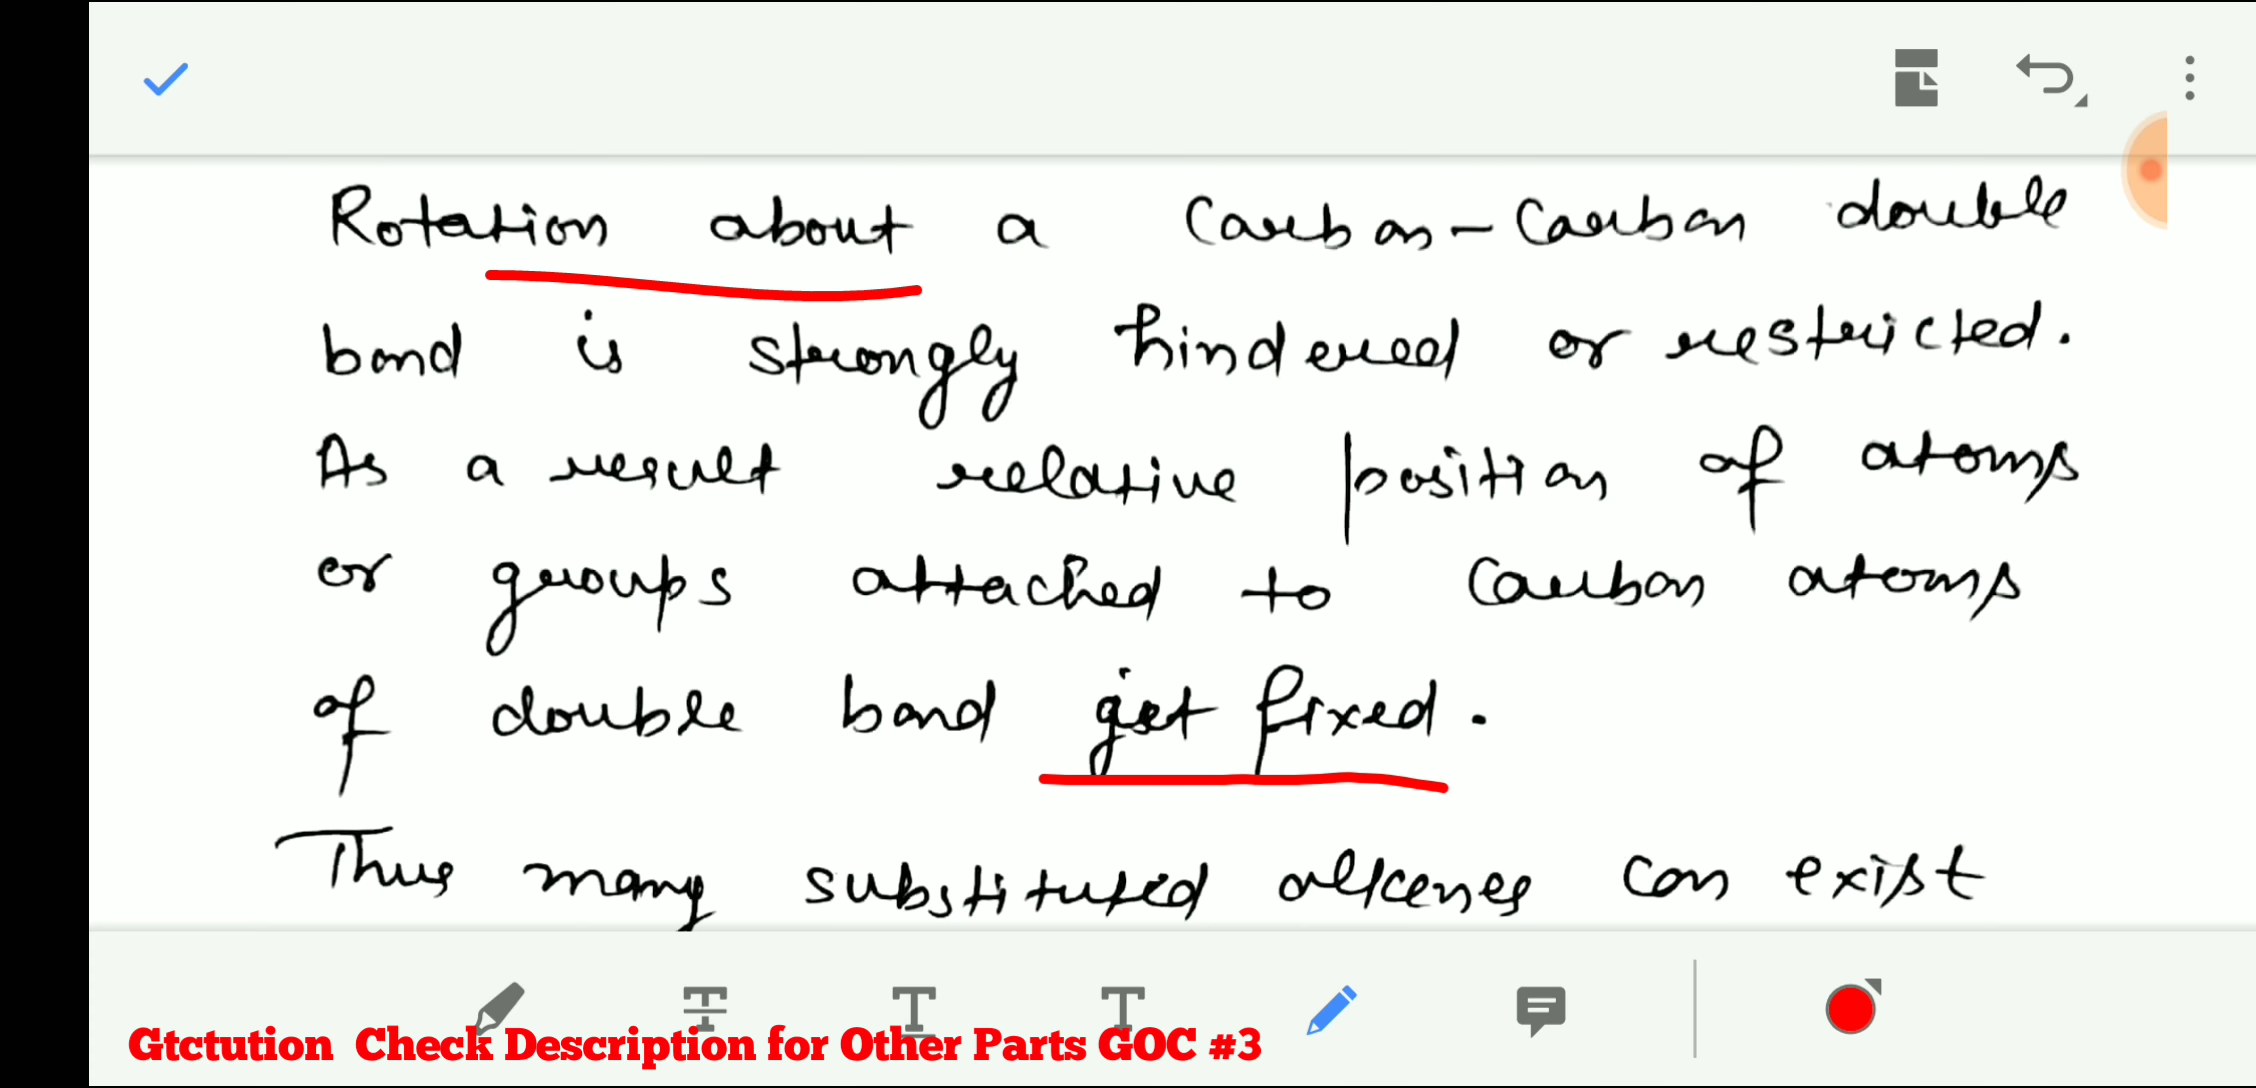 Rotation about a Carbon-Carbon double
bond is strongly hindered or restricted.
As a result relative position of atoms
or groups attached to Carbon atoms
of double bond get fixed.
Thus many substituted alkenes can exist
Gtctution Check Description for Other Parts GOC #3